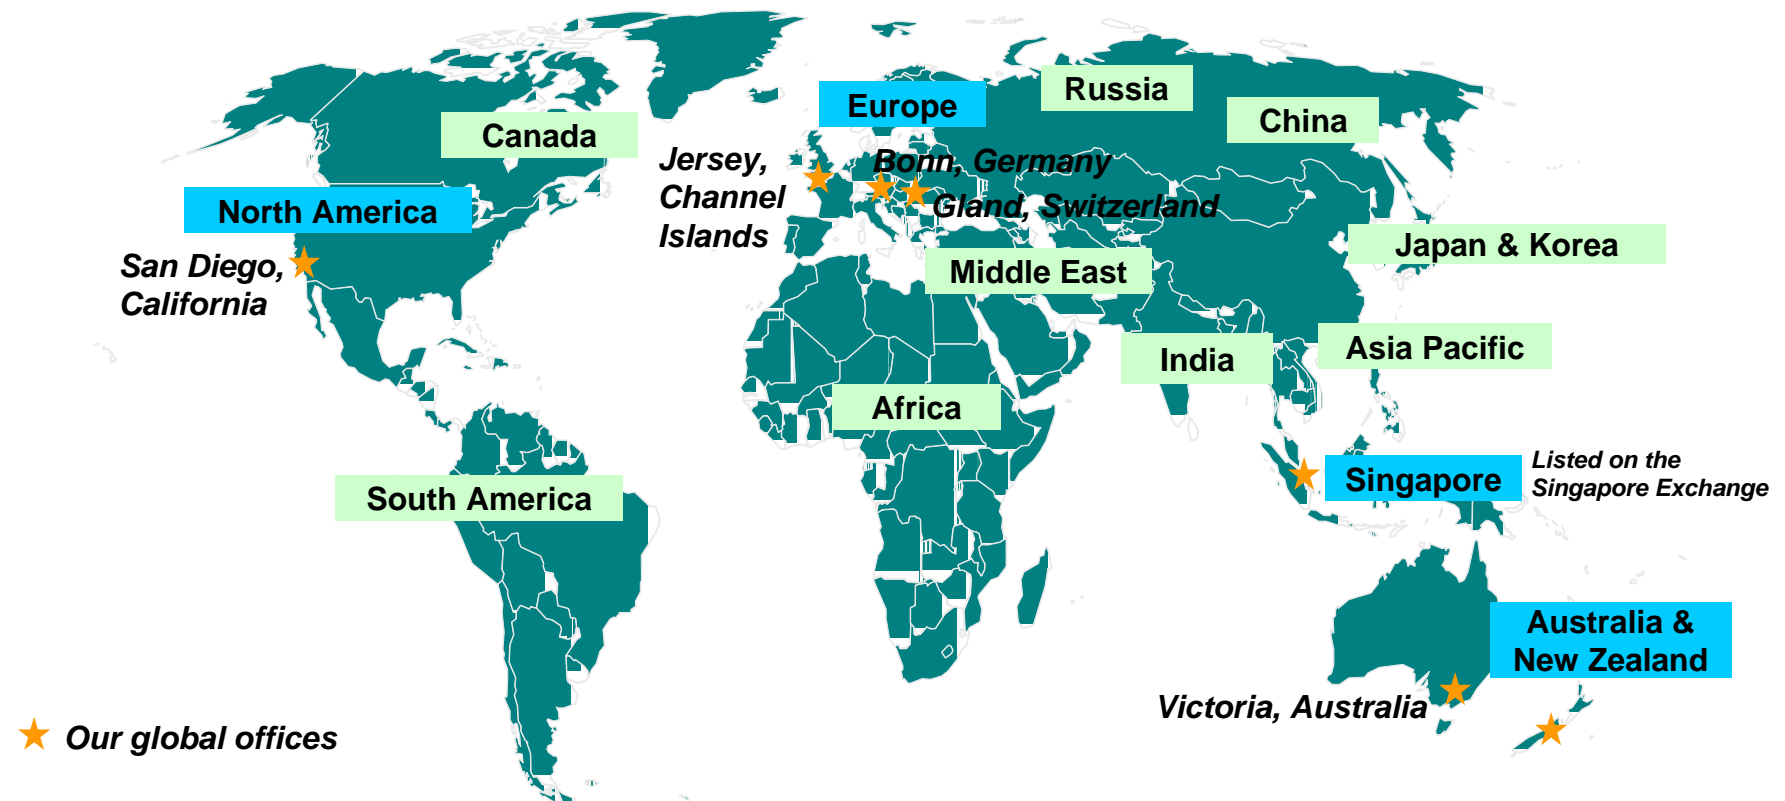 Russia
Europe
China
Canada
Jersey,
Channel
Islands
Bonn, Germany
Gland, Switzerland
North America
Japan & Korea
San Diego,
California
Middle East
Asia Pacific
India
Africa
South America
Singapore
Listed on the
Singapore Exchange
Australia &
New Zealand
Victoria, Australia
Our global offices